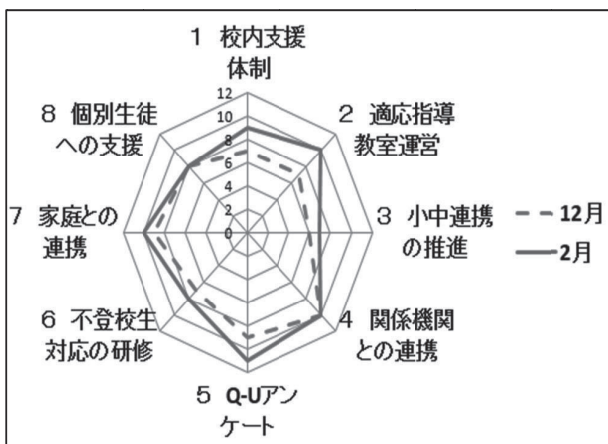 1 校内支援
体制
2 適応指導
教室運営
3 小中連携
の推進
4 関係機関
との連携
5 Q-Uアン
ケート
6 不登校生
対応の研修
7 家庭との
連携
8 個別生徒
への支援
12
10
8
6
4
2
0
12月
2月